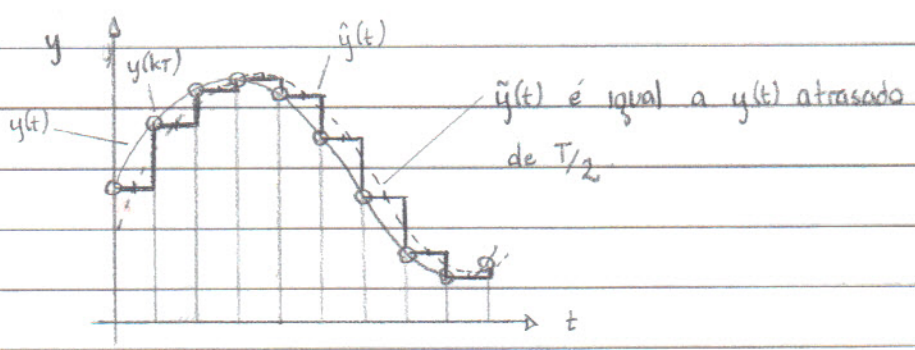 ŷ(t)
y
y(kT)
y(t)
ỹ(t) é igual a y(t) atrasado
de T/2
t